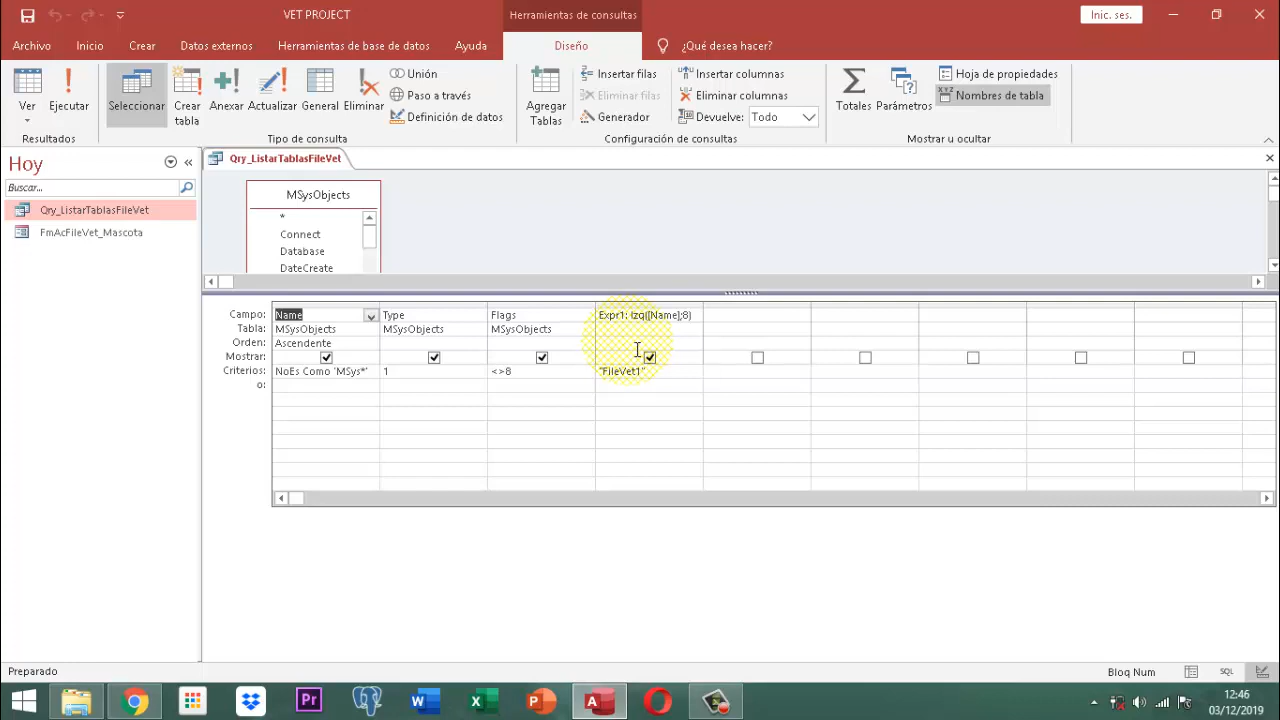 VET PROJECT
Herramientas de consultas
Inic. ses.
Archivo
Inicio
Crear
Datos externos
Herramientas de base de datos
Ayuda
Diseño
¿Qué desea hacer?
Ver
Ejecutar
Seleccionar
Crear tabla
Anexar
Actualizar
General
Eliminar
Unión
Paso a través
Definición de datos
Agregar Tablas
Insertar filas
Eliminar filas
Generador
Insertar columnas
Eliminar columnas
Devuelve: Todo
Totales
Parámetros
Hoja de propiedades
Nombres de tabla
Resultados
Tipo de consulta
Configuración de consultas
Mostrar u ocultar
Hoy
Buscar...
Qry_ListarTablasFileVet
FmAcFileVet_Mascota
Qry_ListarTablasFileVet
MSysObjects
*
Connect
Database
DateCreate
Campo: Name Type Flags Expr1: Izq([Name];8)
Tabla: MSysObjects MSysObjects MSysObjects
Orden: Ascendente
Mostrar:
Criterios: NoEs Como "MSys*" 1 <>8 "FileVet1"
o:
Preparado
Bloq Num
SQL
Pr
12:46
03/12/2019